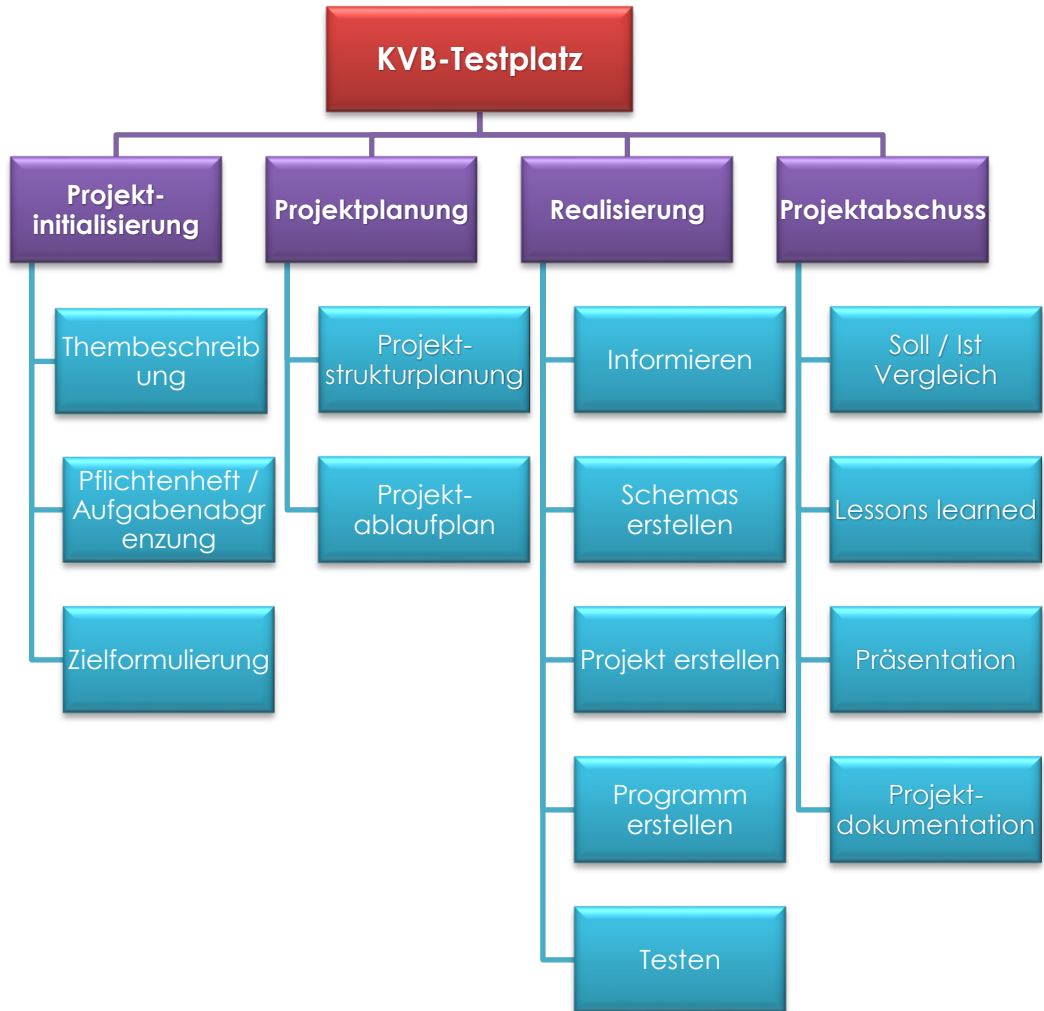 KVB-Testplatz
Projekt-
initialisierung
Thembeschreib
ung
Pflichtenheft /
Aufgabenabgr
enzung
Zielformulierung
Projektplanung
Projekt-
strukturplanung
Projekt-
ablaufplan
Realisierung
Informieren
Schemas
erstellen
Projekt erstellen
Programm
erstellen
Testen
Projektabschuss
Soll / Ist
Vergleich
Lessons learned
Präsentation
Projekt-
dokumentation